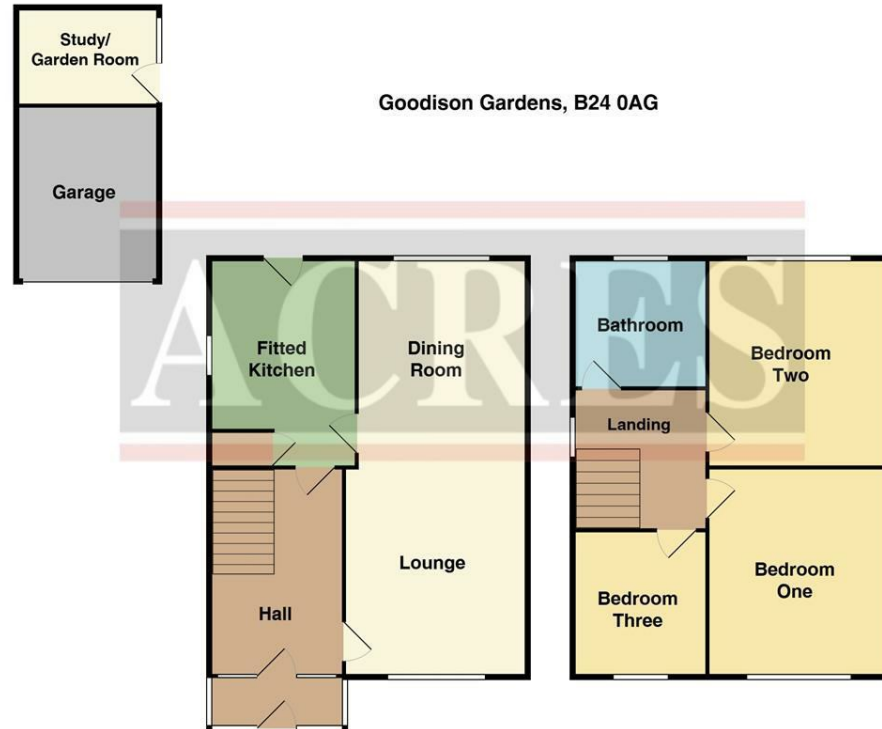 Study/
Garden Room
Goodison Gardens, B24 0AG
Garage
ACRES
Fitted
Kitchen
Dining
Room
Bathroom
Bedroom
Two
Landing
Lounge
Hall
Bedroom
One
Bedroom
Three